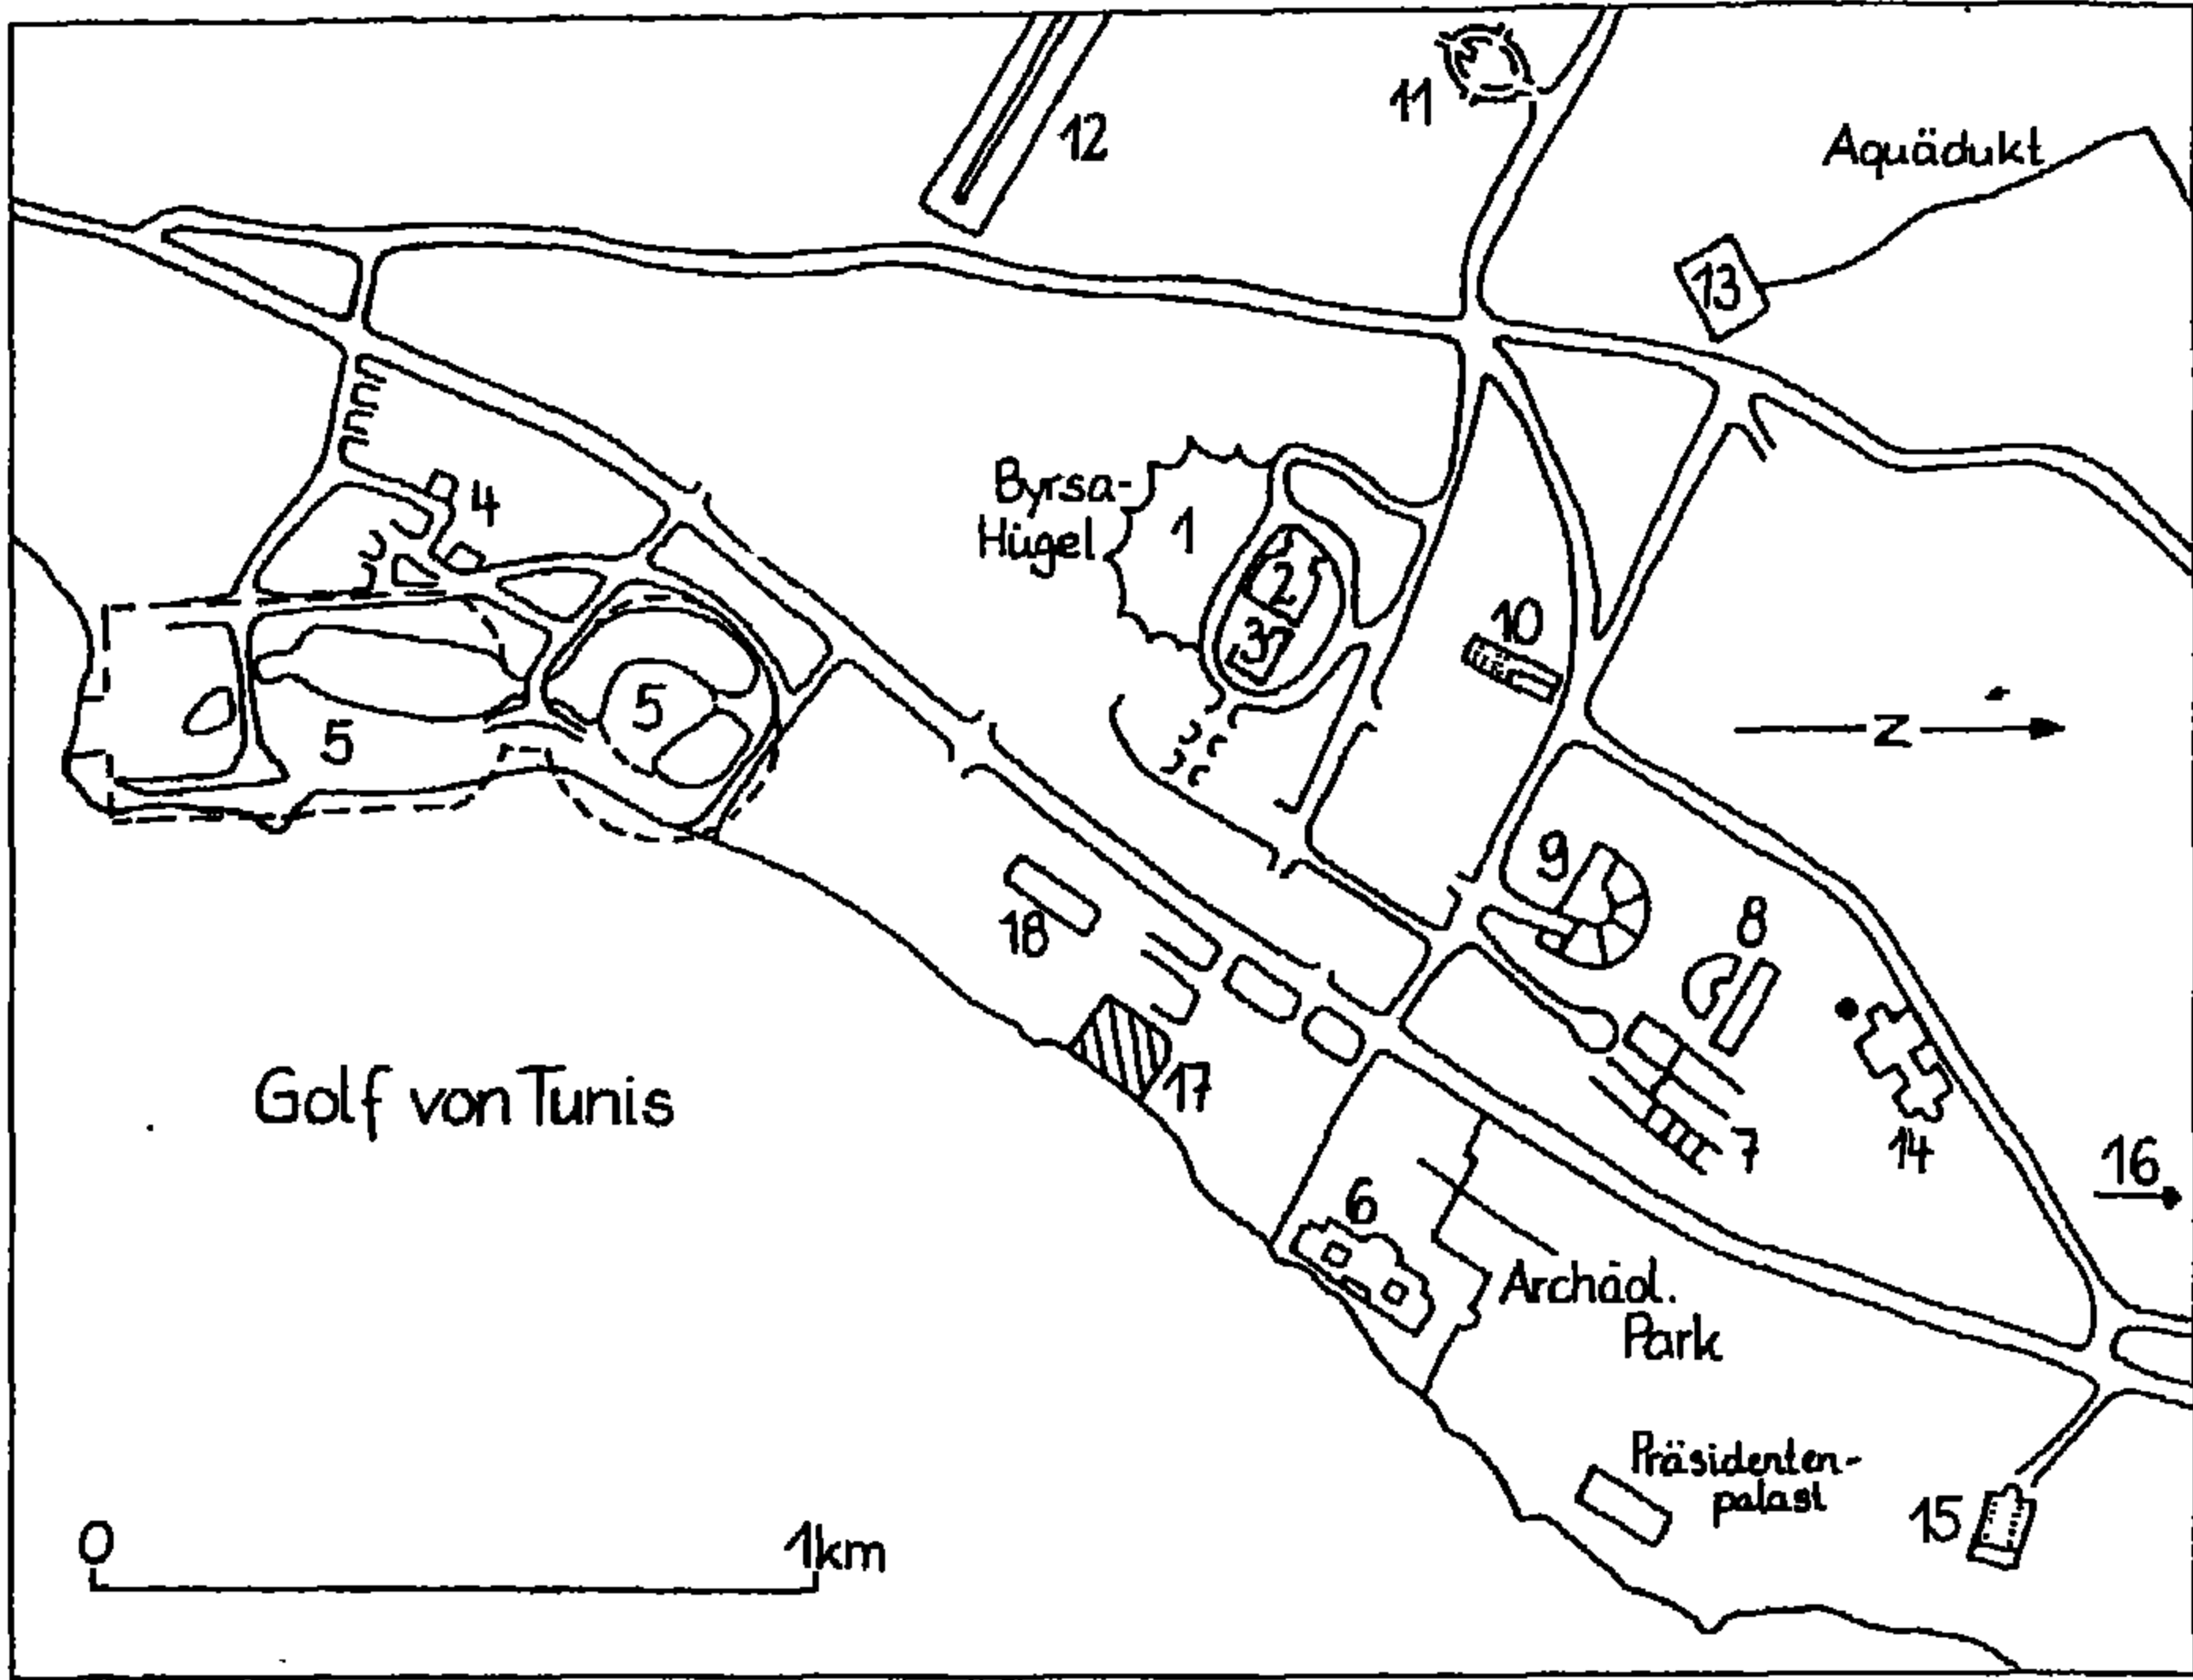 11
12
Aquädukt
13
Byrsa-
Hügel
1
4
2
3
10
5
5
N
9
8
18
17
Golf von Tunis
7
14
16
6
Archäol.
Park
Präsidenten-
palast
15
0
1km